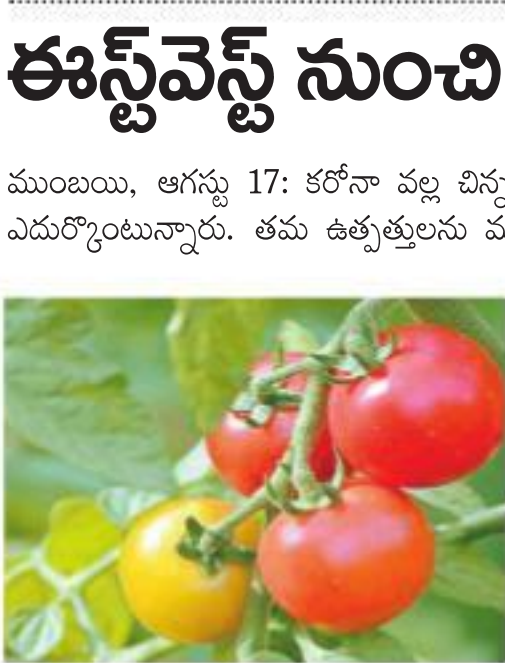 ఈస్ట్‌వెస్ట్ నుంచి
ముంబయి, ఆగస్టు 17: కరోనా వల్ల
ఎదుర్కొంటున్నారు. తమ ఉత్పత్తులను